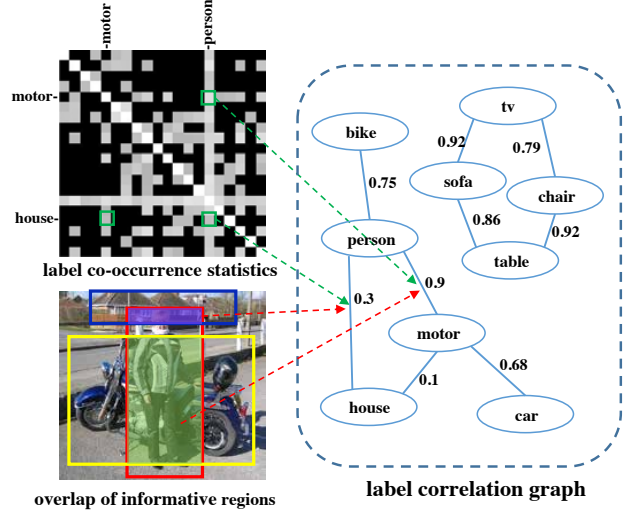 -motor
-person
motor-
house-
label co-occurrence statistics
overlap of informative regions
tv
bike
0.92
0.79
0.75
sofa
chair
0.86
0.92
person
table
0.3
0.9
motor
0.68
0.1
house
car
label correlation graph